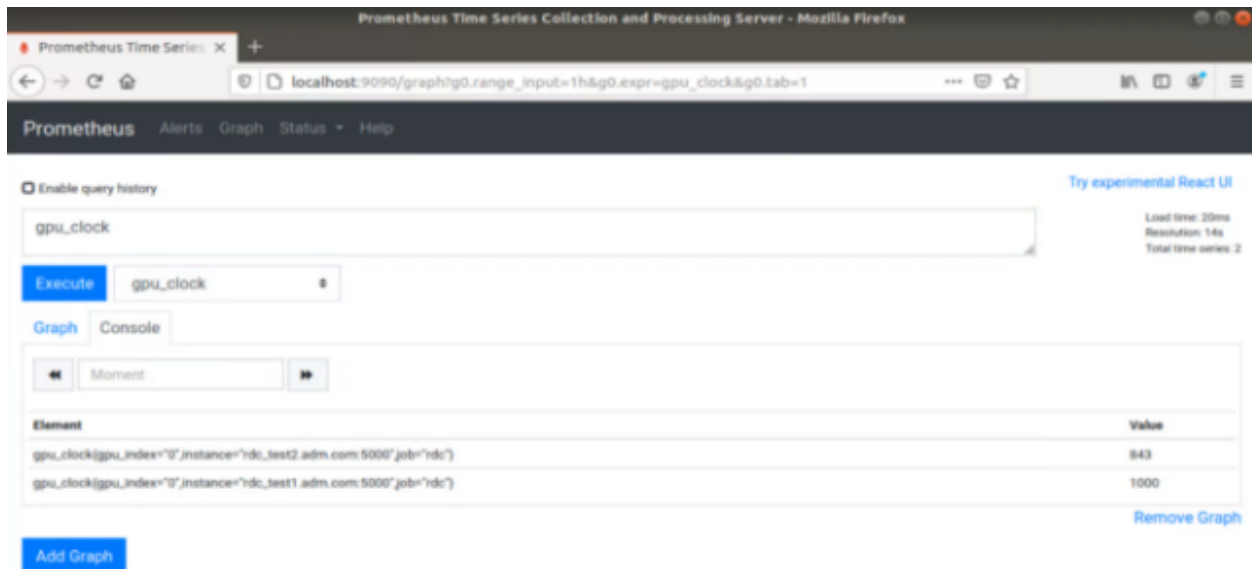 Prometheus Time Series Collection and Processing Server - Mozilla Firefox
Prometheus Time Series
localhost:9090/graph?g0.range_input=1h&g0.expr=gpu_clock&g0.tab=1
Prometheus Alerts Graph Status Help
Enable query history
Try experimental React UI
gpu_clock
Load time: 20ms
Resolution: 14s
Total time series: 2
Execute gpu_clock
Graph Console
Moment
Element Value
gpu_clock{gpu_index="0",instance="rdc_test2.adm.com:5000",job="rdc"} 843
gpu_clock{gpu_index="0",instance="rdc_test1.adm.com:5000",job="rdc"} 1000
Remove Graph
Add Graph